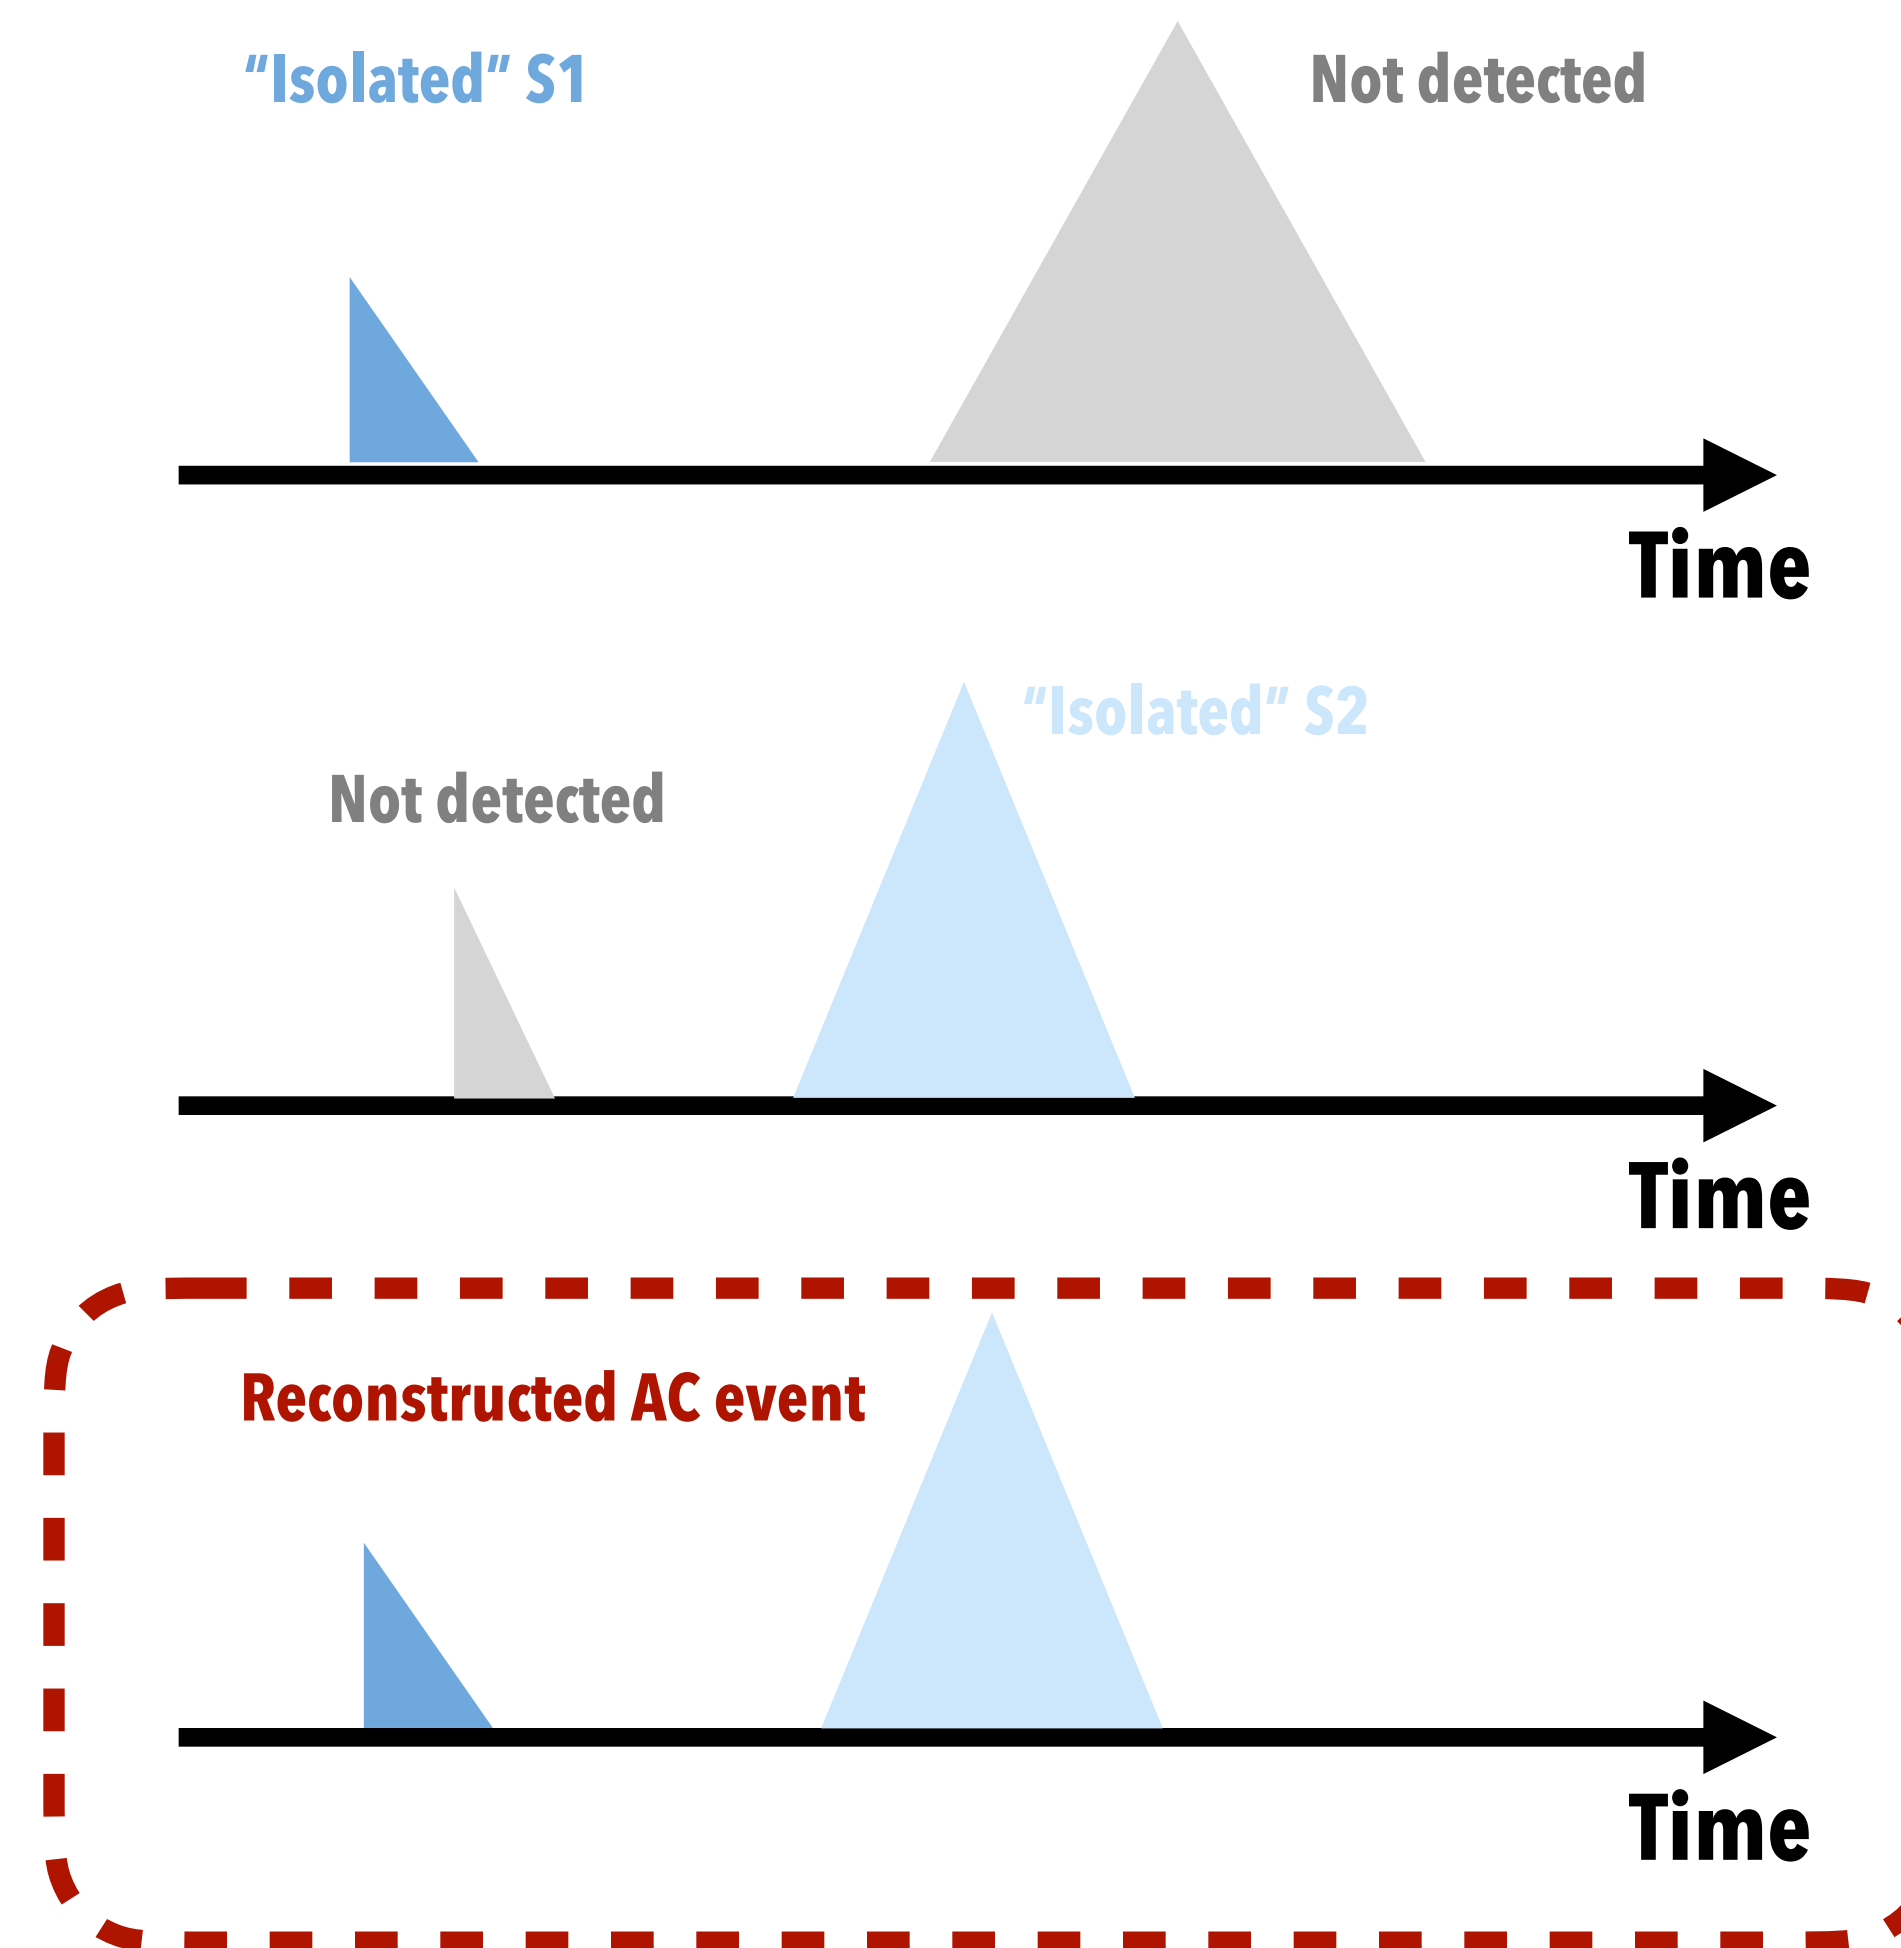 “Isolated” S1
Not detected
Time
“Isolated” S2
Not detected
Time
Reconstructed AC event
Time